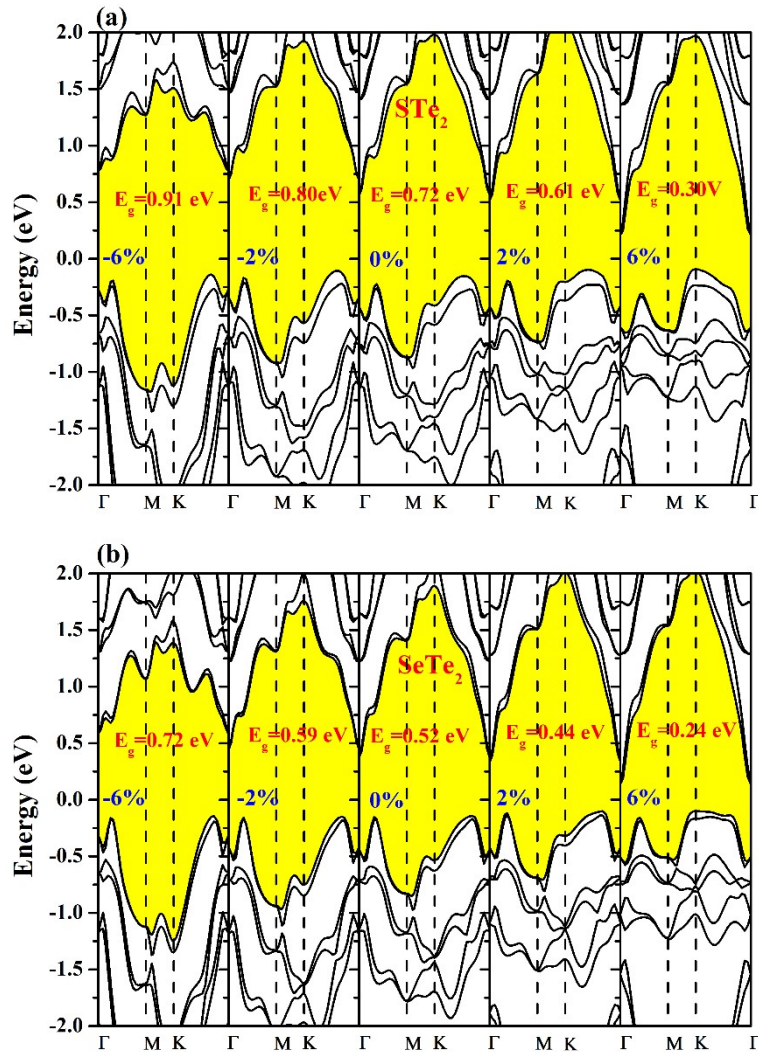 (a)
2.0
1.5
1.0
0.5
0.0
-0.5
-1.0
-1.5
-2.0
Energy (eV)
STe2
Eg=0.91 eV Eg=0.80eV Eg=0.72 eV Eg=0.61 eV Eg=0.30V
-6% -2% 0% 2% 6%
Γ M K Γ M K Γ M K Γ M K Γ M K Γ
(b)
2.0
1.5
1.0
0.5
0.0
-0.5
-1.0
-1.5
-2.0
Energy (eV)
SeTe2
Eg=0.72 eV Eg=0.59 eV Eg=0.52 eV Eg=0.44 eV Eg=0.24 eV
-6% -2% 0% 2% 6%
Γ M K Γ M K Γ M K Γ M K Γ M K Γ